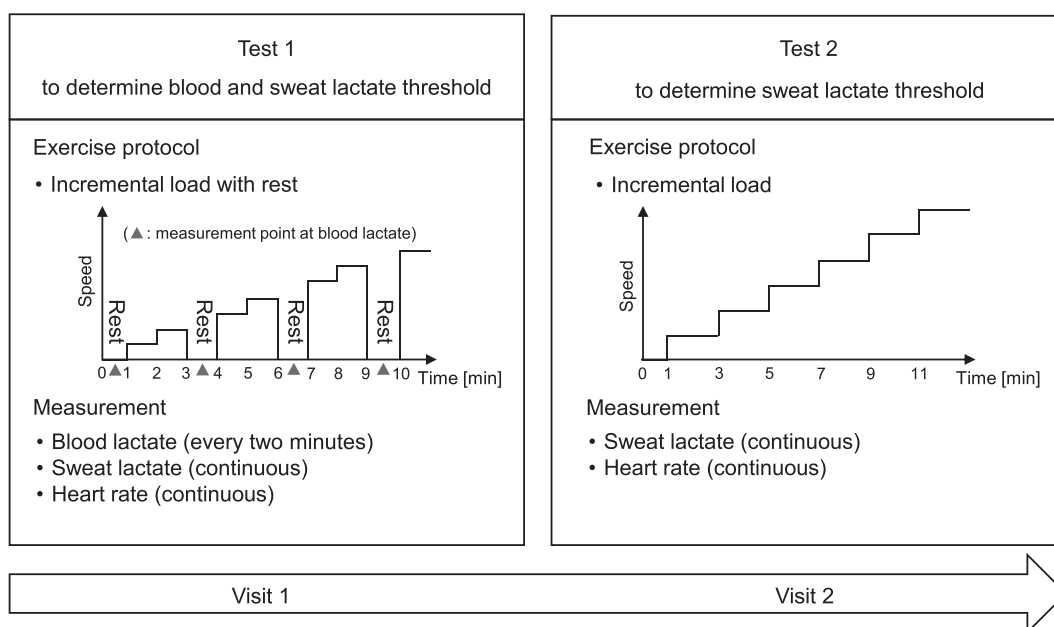 Test 1
to determine blood and sweat lactate threshold
Exercise protocol
• Incremental load with rest
(▲: measurement point at blood lactate)
Speed
Rest
Rest
Rest
Rest
0 1 2 3 4 5 6 7 8 9 10 Time [min]
Measurement
• Blood lactate (every two minutes)
• Sweat lactate (continuous)
• Heart rate (continuous)
Test 2
to determine sweat lactate threshold
Exercise protocol
• Incremental load
Speed
0 1 3 5 7 9 11 Time [min]
Measurement
• Sweat lactate (continuous)
• Heart rate (continuous)
Visit 1
Visit 2